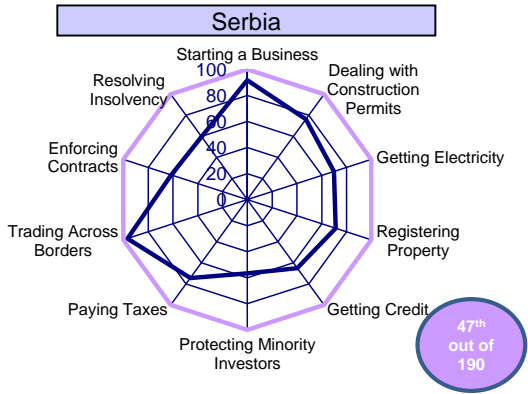 Serbia
Starting a Business
Dealing with
Construction
Permits
Getting Electricity
Registering
Property
Getting Credit
Protecting Minority
Investors
Paying Taxes
Trading Across
Borders
Enforcing
Contracts
Resolving
Insolvency
100
80
60
40
20
0
47th
out of
190